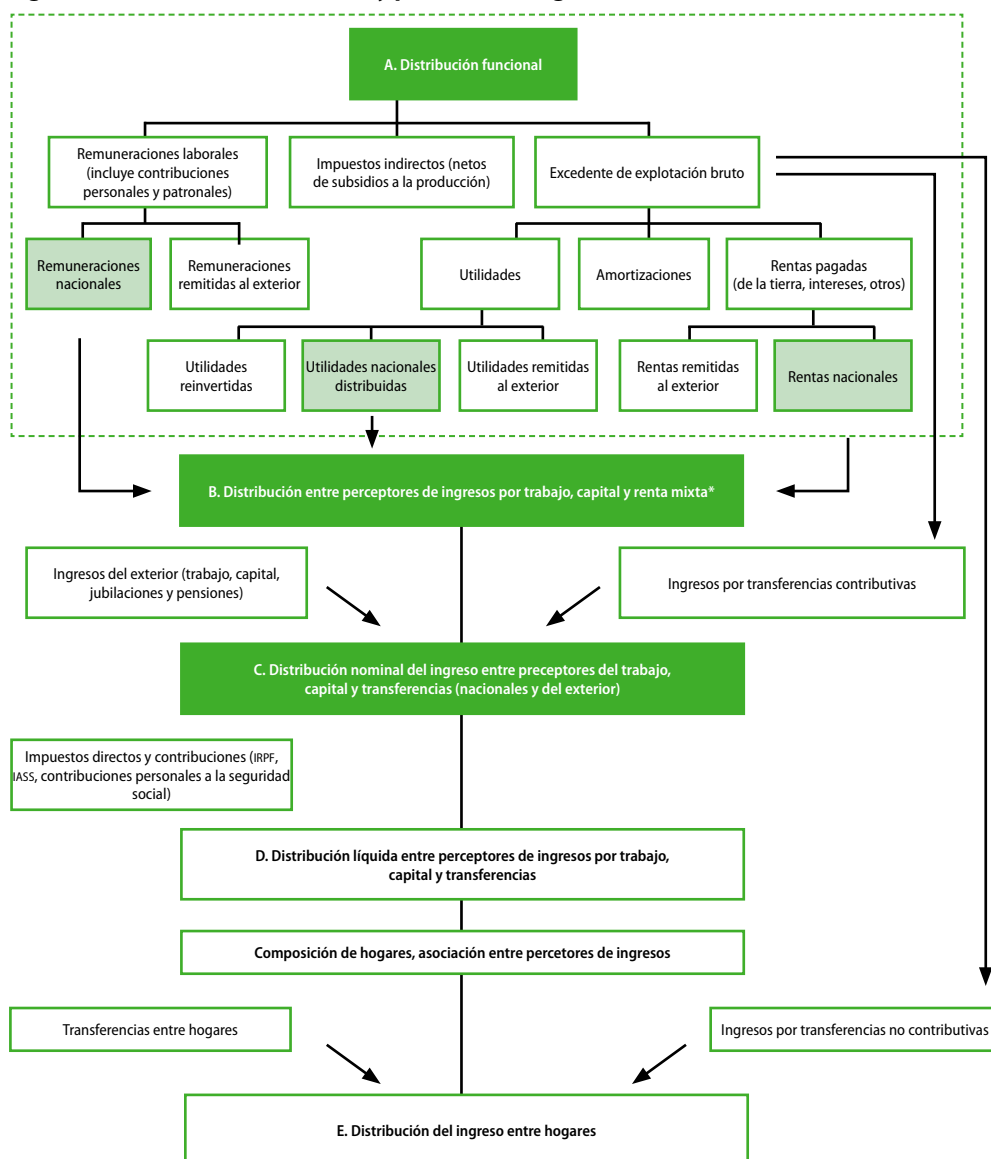 A. Distribución funcional
Remuneraciones laborales
(incluye contribuciones
personales y patronales)
Impuestos indirectos (netos
de subsidios a la producción)
Excedente de explotación bruto
Remuneraciones
nacionales
Remuneraciones
remitidas al exterior
Utilidades
Amortizaciones
Rentas pagadas
(de la tierra, intereses, otros)
Utilidades
reinvertidas
Utilidades nacionales
distribuidas
Utilidades remitidas
al exterior
Rentas remitidas
al exterior
Rentas nacionales
B. Distribución entre perceptores de ingresos por trabajo, capital y renta mixta*
Ingresos del exterior (trabajo, capital,
jubilaciones y pensiones)
Ingresos por transferencias contributivas
C. Distribución nominal del ingreso entre preceptores del trabajo,
capital y transferencias (nacionales y del exterior)
Impuestos directos y contribuciones (IRPF,
IASS, contribuciones personales a la seguridad
social)
D. Distribución líquida entre perceptores de ingresos por trabajo,
capital y transferencias
Composición de hogares, asociación entre percetores de ingresos
Transferencias entre hogares
Ingresos por transferencias no contributivas
E. Distribución del ingreso entre hogares